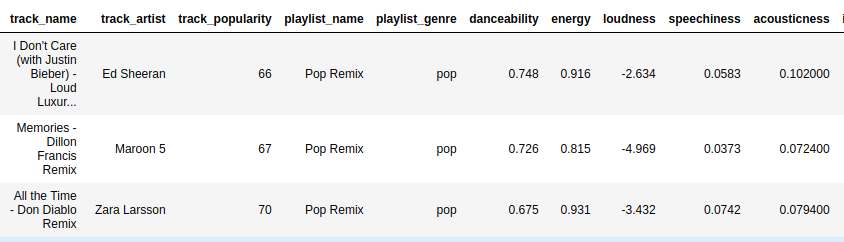 track_name track_artist track_popularity playlist_name playlist_genre danceability energy loudness speechiness acousticness
I Don't Care
(with Justin
Bieber) -
Loud
Luxur...
Ed Sheeran 66 Pop Remix pop 0.748 0.916 -2.634 0.0583 0.102000
Memories -
Dillon
Francis
Remix
Maroon 5 67 Pop Remix pop 0.726 0.815 -4.969 0.0373 0.072400
All the Time
- Don Diablo
Remix
Zara Larsson 70 Pop Remix pop 0.675 0.931 -3.432 0.0742 0.079400